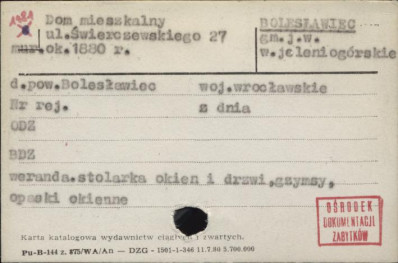 1989
Dom mieszkalny
ul.Świerczewskiego 27
mur.ok.1880 r.
BOLESŁAWIEC
gm.j.w.
w.jeleniogórskie
d.pow.Bolesławiec woj.wrocławskie
Nr rej. z dnia
ODZ
BDZ
weranda.stolarka okien i drzwi,gzymsy,
opaski okienne
OŚRODEK
DOKUMENTACJI
ZABYTKÓW
Karta katalogowa wydawnictw ciągłych i zwartych.
Pu-B-144 z. 875/WA/An — DZG - 1501-1-346 11.7.80 5.700.000